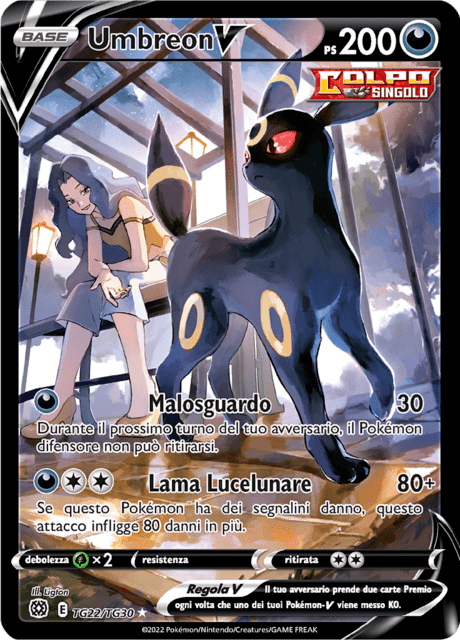 BASE UmbreonV PS 200
COLPO
SINGOLO
Malosguardo 30
Durante il prossimo turno del tuo avversario, il Pokémon
difensore non può ritirarsi.
Lama Lucelunare 80+
Se questo Pokémon ha dei segnalini danno, questo
attacco infligge 80 danni in più.
debolezza ×2 resistenza ritirata
Ill. Ligton
Regola V Il tuo avversario prende due carte Premio
ogni volta che uno dei tuoi Pokémon-V viene messo KO.
E TG22/TG30 ★
©2022 Pokémon/Nintendo/Creatures/GAME FREAK